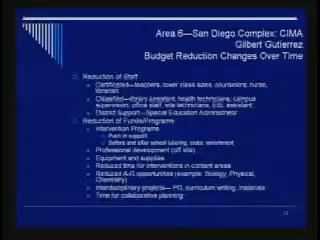 Area 6—San Diego Complex: CIMA
Gilbert Gutierrez
Budget Reduction Changes Over Time
Reduction of Staff
Certificated—teachers, lower class sizes, counselors, nurse,
librarian
Classified—library assistant, health technicians, campus
supervision, office staff, site technicians, ESL assistant
District Support—Special Education Administrator
Reduction of Funds/Programs
Intervention Programs
Push in support
Before and after school tutoring, clubs, enrichment
Professional development (off site)
Equipment and supplies
Reduced time for interventions in content areas
Reduced A-G opportunities (example: Biology, Physical,
Chemistry)
Interdisciplinary projects— PD, curriculum writing, materials
Time for collaborative planning